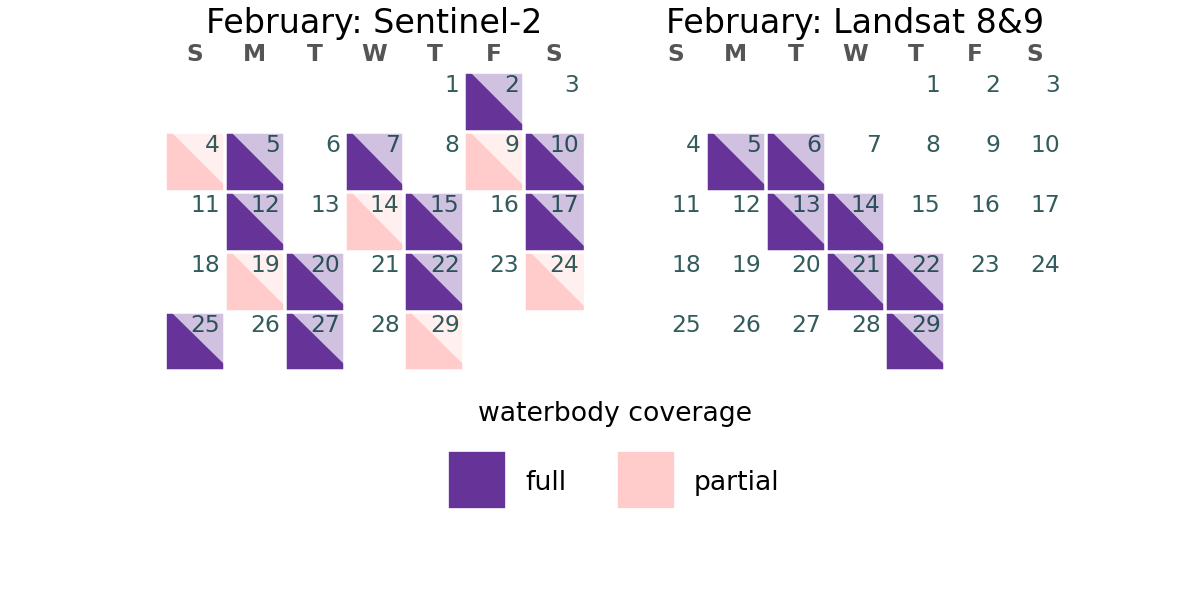 February: Sentinel-2
S M T W T F S
1 2 3
4 5 6 7 8 9 10
11 12 13 14 15 16 17
18 19 20 21 22 23 24
25 26 27 28 29
February: Landsat 8&9
S M T W T F S
1 2 3
4 5 6 7 8 9 10
11 12 13 14 15 16 17
18 19 20 21 22 23 24
25 26 27 28 29
waterbody coverage
full partial